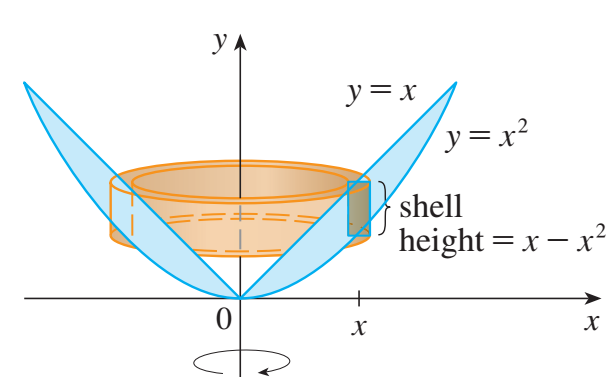 y
y = x
y = x²
shell
height = x − x²
0
x
x